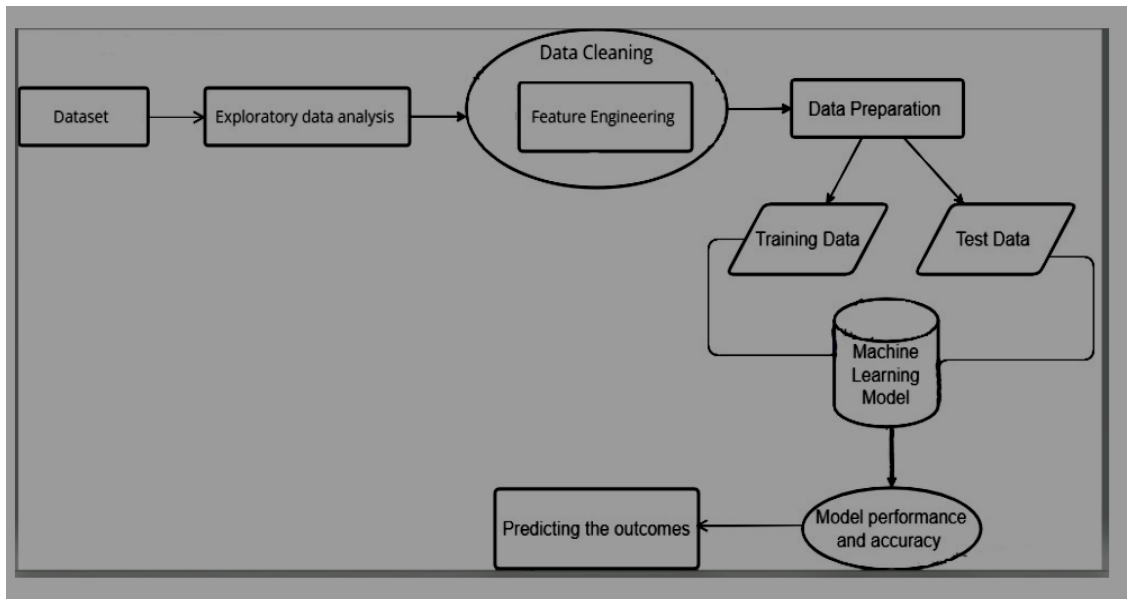 Data Cleaning
Dataset
Exploratory data analysis
Feature Engineering
Data Preparation
Training Data
Test Data
Machine
Learning
Model
Model performance
and accuracy
Predicting the outcomes